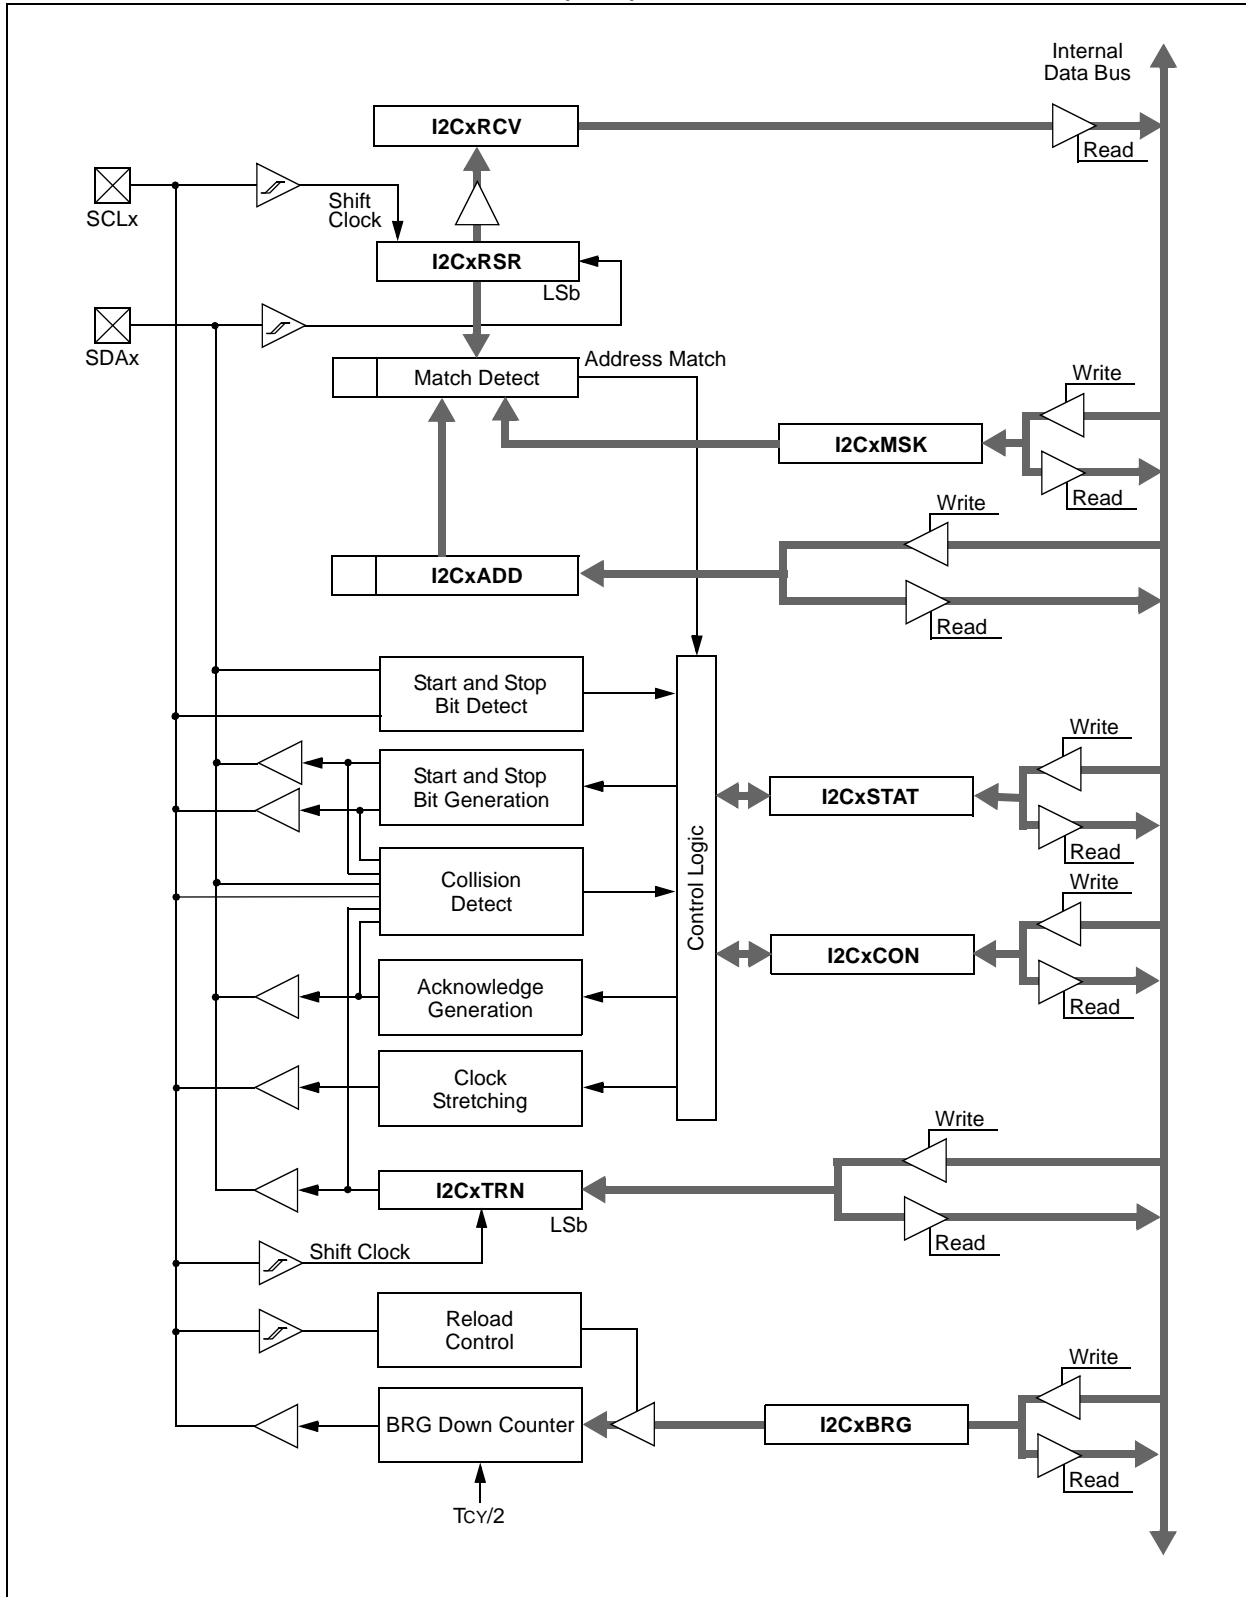 Internal
Data Bus
I2CxRCV
Read
SCLx
Shift
Clock
I2CxRSR
LSb
SDAx
Address Match
Match Detect
Write
I2CxMSK
Read
Write
I2CxADD
Read
Start and Stop
Bit Detect
Write
Start and Stop
Bit Generation
I2CxSTAT
Control Logic
Read
Collision
Detect
Write
I2CxCON
Acknowledge
Generation
Read
Clock
Stretching
Write
I2CxTRN
LSb
Read
Shift Clock
Reload
Control
Write
BRG Down Counter
I2CxBRG
Read
TCY/2